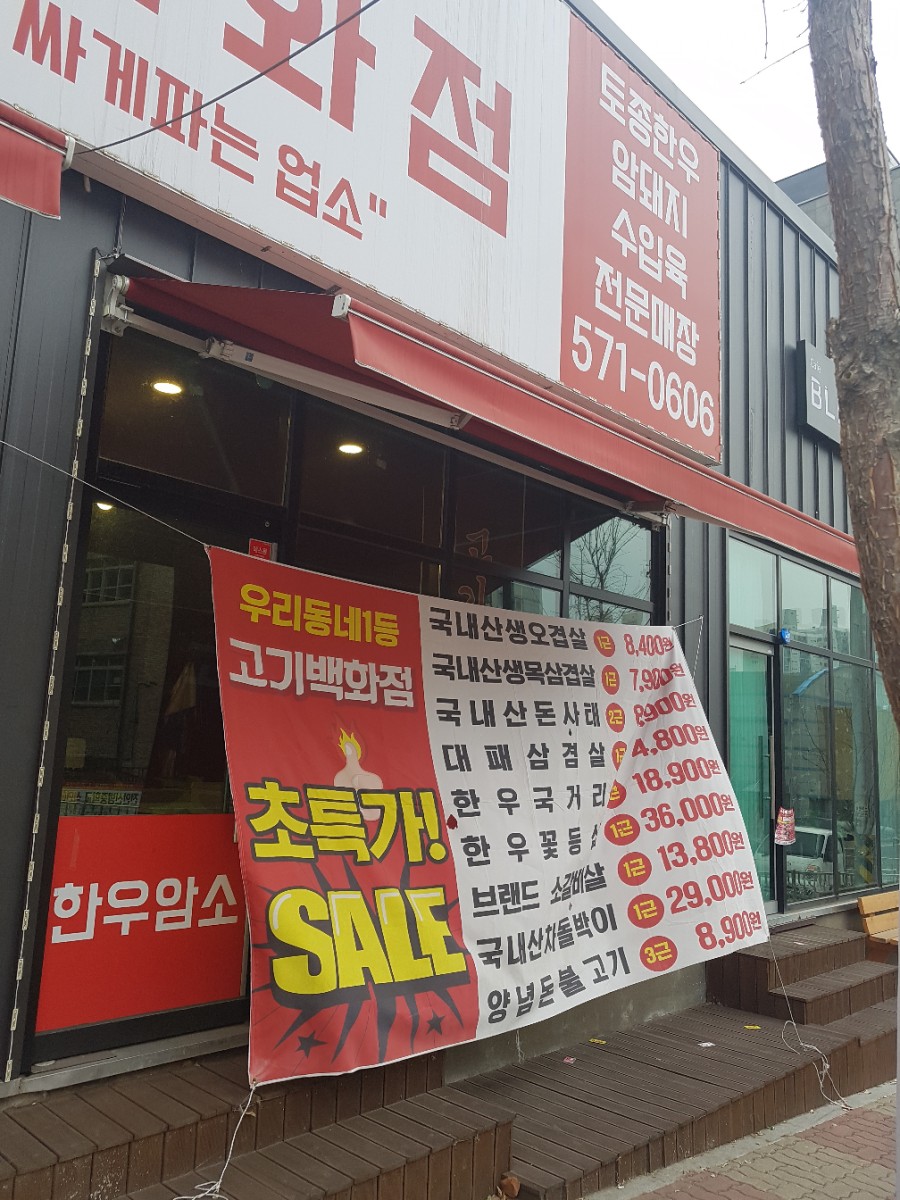 화점
싸게파는 업소"
토종한우
암돼지
수입육
전문매장
571-0606
BL
우리동네1등
고기백화점
초특가!
SALE
국내산생오겹살 1근 8,400원
국내산생목삼겹살 1근 7,900원
국내산돈사태 2근 8,900원
대패삼겹살 1근 4,800원
한우국거리 18,900원
한우꽃등심 1근 36,000원
브랜드 소갈비살 1근 13,800원
국내산차돌박이 1근 29,000원
양념돈불고기 3근 8,900원
한우암소